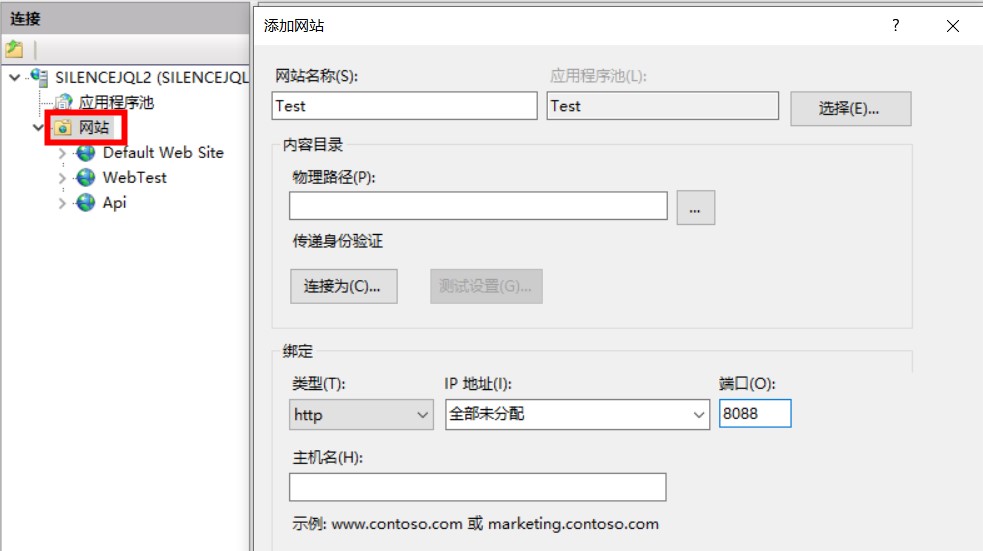 连接
SILENCEJQL2 (SILENCEJQL
应用程序池
网站
Default Web Site
WebTest
Api
添加网站
?
网站名称(S):
应用程序池(L):
Test
Test
选择(E)...
内容目录
物理路径(P):
...
传递身份验证
连接为(C)...
测试设置(G)...
绑定
类型(T):
IP 地址(I):
端口(O):
http
全部未分配
8088
主机名(H):
示例: www.contoso.com 或 marketing.contoso.com